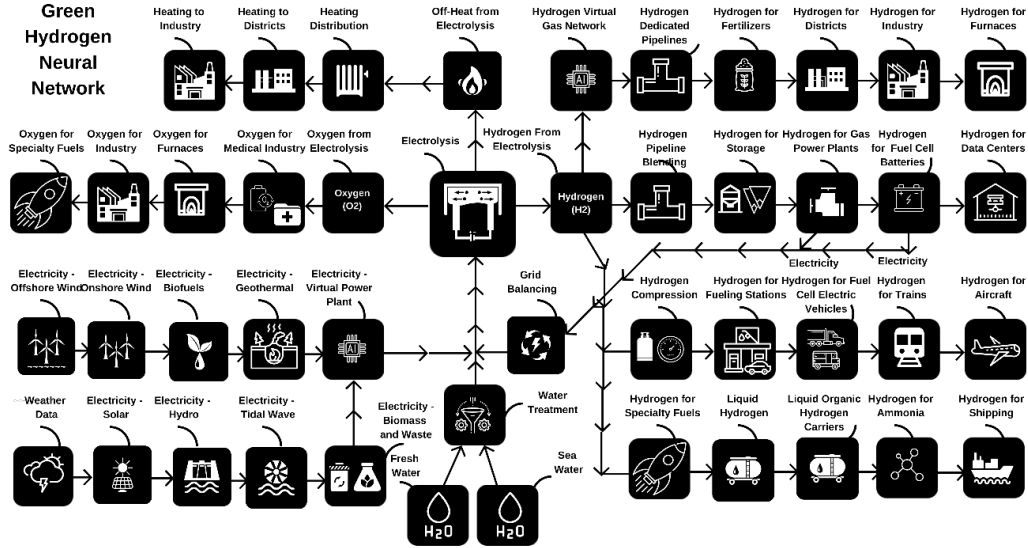 Green
Hydrogen
Neural
Network
Heating to
Industry
Heating to
Districts
Heating
Distribution
Off-Heat from
Electrolysis
Hydrogen Virtual
Gas Network
Hydrogen
Dedicated
Pipelines
Hydrogen for
Fertilizers
Hydrogen for
Districts
Hydrogen for
Industry
Hydrogen for
Furnaces
AI
Oxygen for
Specialty Fuels
Oxygen for
Industry
Oxygen for
Furnaces
Oxygen for
Medical Industry
Oxygen from
Electrolysis
Electrolysis
Hydrogen From
Electrolysis
Hydrogen
Pipeline
Blending
Hydrogen for
Storage
Hydrogen for Gas
Power Plants
Hydrogen
for Fuel Cell
Batteries
Hydrogen for
Data Centers
Oxygen
(O2)
Hydrogen
(H2)
Electricity
Electricity
Electricity -
Offshore Wind
Electricity -
Onshore Wind
Electricity -
Biofuels
Electricity -
Geothermal
Electricity -
Virtual Power
Plant
Grid
Balancing
Hydrogen
Compression
Hydrogen for
Fueling Stations
Hydrogen for Fuel
Cell Electric
Vehicles
Hydrogen
for Trains
Hydrogen for
Aircraft
AI
Weather
Data
Electricity -
Solar
Electricity -
Hydro
Electricity -
Tidal Wave
Electricity -
Biomass
and Waste
Fresh
Water
Water
Treatment
Sea
Water
Hydrogen for
Specialty Fuels
Liquid
Hydrogen
Liquid Organic
Hydrogen
Carriers
Hydrogen for
Ammonia
Hydrogen for
Shipping
H2O
H2O